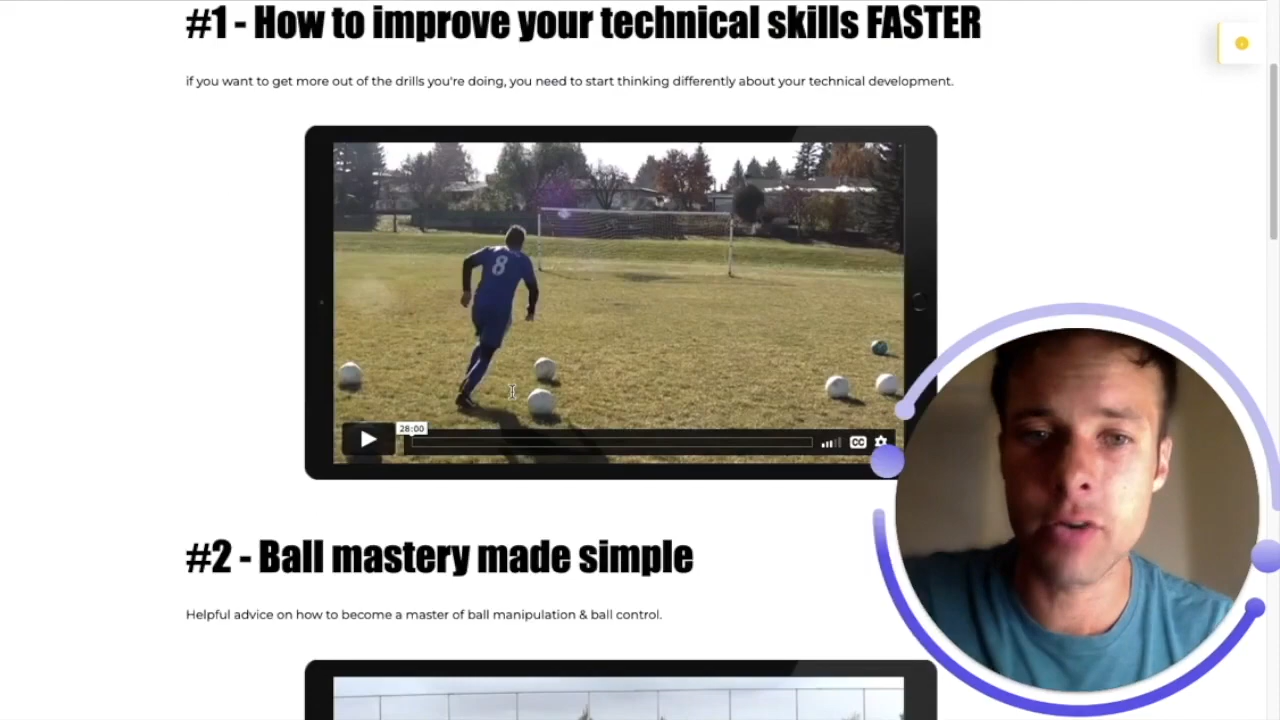 #1 - How to improve your technical skills FASTER
if you want to get more out of the drills you're doing, you need to start thinking differently about your technical development.
8
28:00
CC
#2 - Ball mastery made simple
Helpful advice on how to become a master of ball manipulation & ball control.